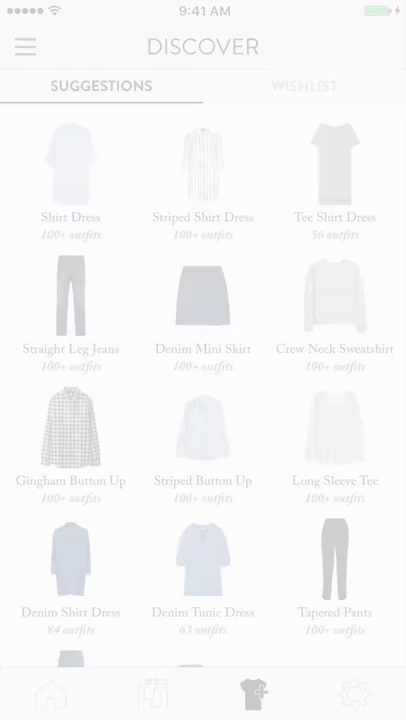 9:41 AM
DISCOVER
SUGGESTIONS
WISHLIST
Shirt Dress
Striped Shirt Dress
Tee Shirt Dress
100+ outfits
100+ outfits
56 outfits
Straight Leg Jeans
Denim Mini Skirt
Crew Neck Sweatshirt
100+ outfits
100+ outfits
100+ outfits
Gingham Button Up
Striped Button Up
Long Sleeve Tee
100+ outfits
100+ outfits
100+ outfits
Denim Shirt Dress
Denim Tunic Dress
Tapered Pants
84 outfits
63 outfits
100+ outfits